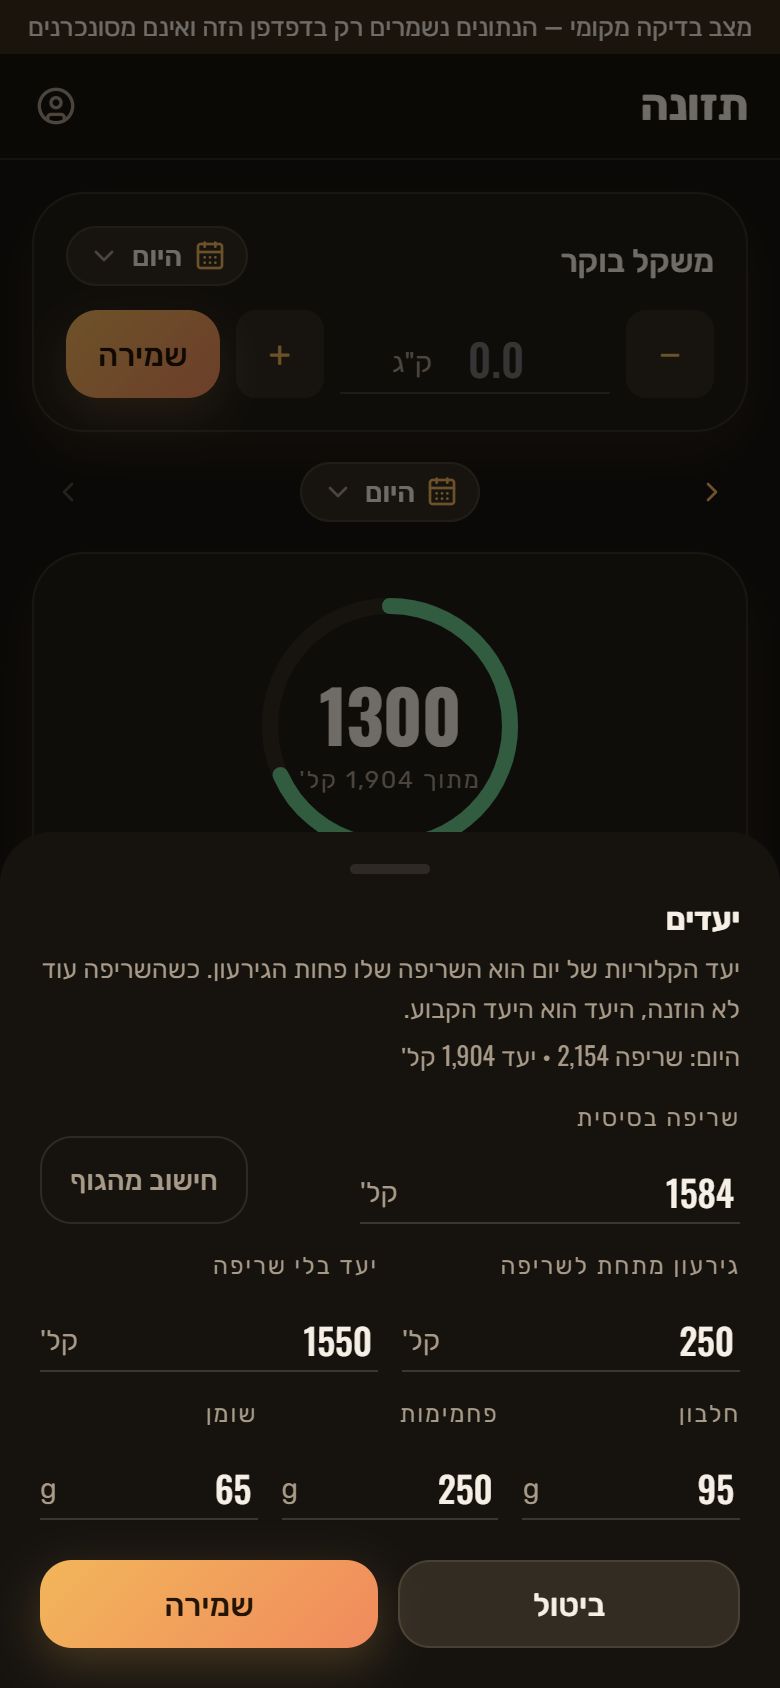 מצב בדיקה מקומי – הנתונים נשמרים רק בדפדפן הזה ואינם מסונכרנים
תזונה
משקל בוקר
היום
−
0.0 ק"ג
+
שמירה
היום
1300
מתוך 1,904 קל'
יעדים
יעד הקלוריות של יום הוא השריפה שלו פחות הגירעון. כשהשריפה עוד
לא הוזנה, היעד הוא היעד הקבוע.
היום: שריפה 2,154 • יעד 1,904 קל'
שריפה בסיסית
1584 קל'
חישוב מהגוף
גירעון מתחת לשריפה
יעד בלי שריפה
250 קל'
1550 קל'
חלבון
פחמימות
שומן
95 g
250 g
65 g
ביטול
שמירה